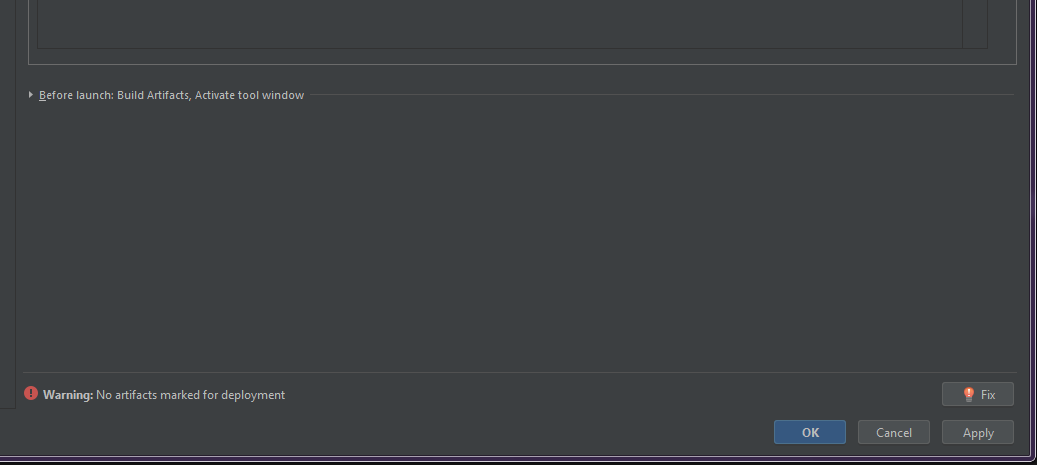 Before launch: Build Artifacts, Activate tool window
Warning: No artifacts marked for deployment
Fix
OK
Cancel
Apply